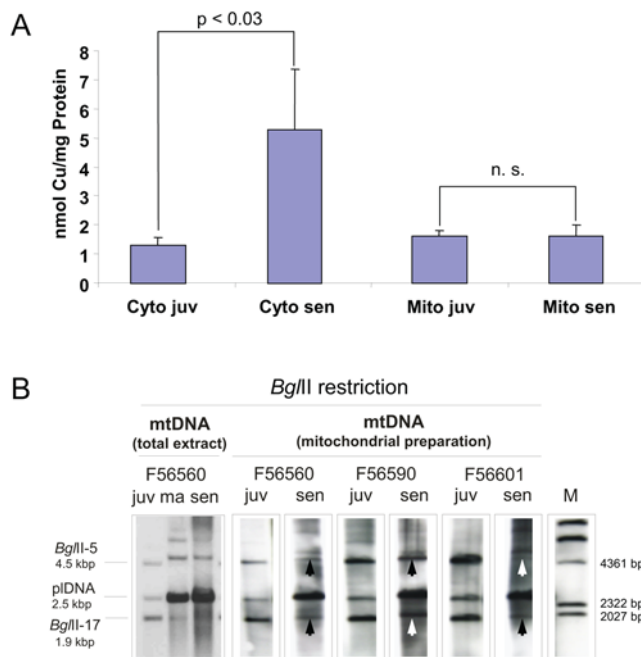 A
p < 0.03
n. s.
nmol Cu/mg Protein
8
7
6
5
4
3
2
1
0
Cyto juv Cyto sen Mito juv Mito sen
B
BglII restriction
mtDNA mtDNA
(total extract) (mitochondrial preparation)
F56560 F56560 F56590 F56601
juv ma sen juv sen juv sen juv sen M
BglII-5
4.5 kbp 4361 bp
plDNA
2.5 kbp 2322 bp
BglII-17 2027 bp
1.9 kbp